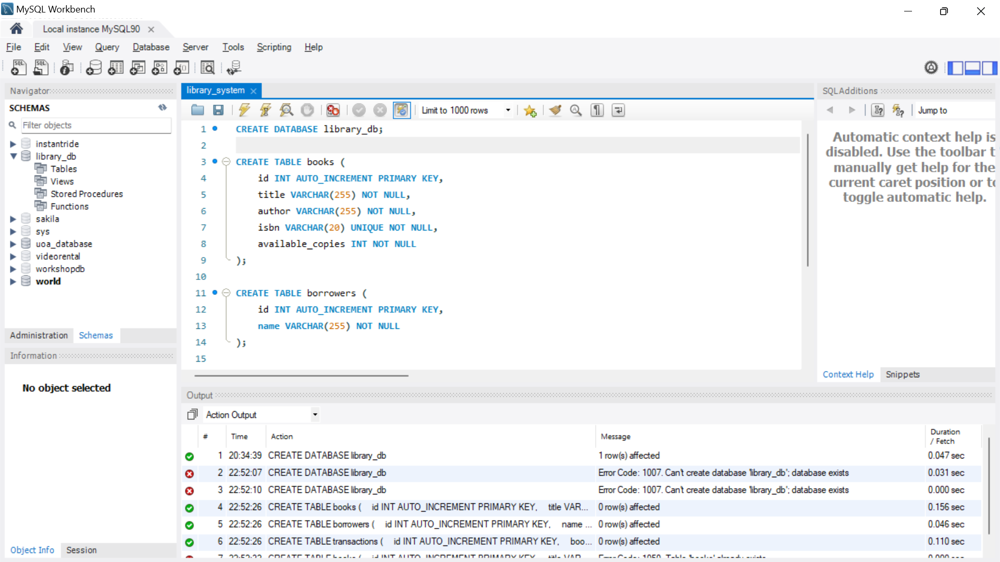 MySQL Workbench
Local instance MySQL90
File Edit View Query Database Server Tools Scripting Help
Navigator
SCHEMAS
Filter objects
instantride
library_db
Tables
Views
Stored Procedures
Functions
sakila
sys
uoa_database
videorental
workshopdb
world
Administration Schemas
Information
No object selected
Object Info Session
library_system
Limit to 1000 rows
1 CREATE DATABASE library_db;
2
3 CREATE TABLE books (
4 id INT AUTO_INCREMENT PRIMARY KEY,
5 title VARCHAR(255) NOT NULL,
6 author VARCHAR(255) NOT NULL,
7 isbn VARCHAR(20) UNIQUE NOT NULL,
8 available_copies INT NOT NULL
9 );
10
11 CREATE TABLE borrowers (
12 id INT AUTO_INCREMENT PRIMARY KEY,
13 name VARCHAR(255) NOT NULL
14 );
15
SQLAdditions
Jump to
Automatic context help is
disabled. Use the toolbar t
manually get help for the
current caret position or to
toggle automatic help.
Context Help Snippets
Output
Action Output
# Time Action Message Duration / Fetch
1 20:34:39 CREATE DATABASE library_db 1 row(s) affected 0.047 sec
2 22:52:07 CREATE DATABASE library_db Error Code: 1007. Can't create database 'library_db'; database exists 0.031 sec
3 22:52:10 CREATE DATABASE library_db Error Code: 1007. Can't create database 'library_db'; database exists 0.000 sec
4 22:52:26 CREATE TABLE books ( id INT AUTO_INCREMENT PRIMARY KEY, title VAR... 0 row(s) affected 0.156 sec
5 22:52:26 CREATE TABLE borrowers ( id INT AUTO_INCREMENT PRIMARY KEY, name ... 0 row(s) affected 0.046 sec
6 22:52:26 CREATE TABLE transactions ( id INT AUTO_INCREMENT PRIMARY KEY, boo... 0 row(s) affected 0.110 sec